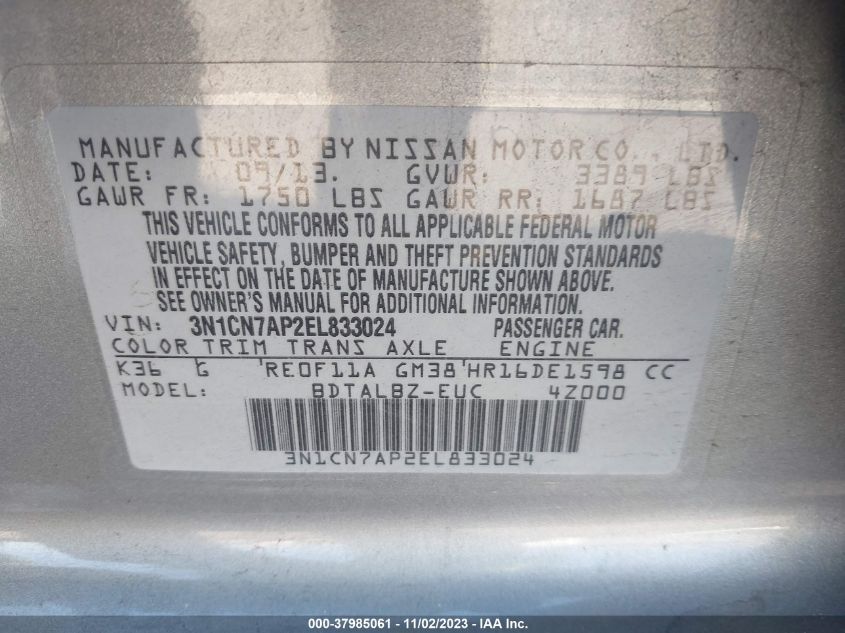 MANUFACTURED BY NISSAN MOTOR CO., LTD.
DATE: 09/13. GVWR: 3389 LBS
GAWR FR: 1750 LBS GAWR RR: 1687 LBS
THIS VEHICLE CONFORMS TO ALL APPLICABLE FEDERAL MOTOR
VEHICLE SAFETY, BUMPER AND THEFT PREVENTION STANDARDS
IN EFFECT ON THE DATE OF MANUFACTURE SHOWN ABOVE.
SEE OWNER'S MANUAL FOR ADDITIONAL INFORMATION.
VIN: 3N1CN7AP2EL833024 PASSENGER CAR.
COLOR TRIM TRANS AXLE ENGINE
K36 G RE0F11A GM38 HR16DE1598 CC
MODEL: BDTALBZ-EUC 4Z000
3N1CN7AP2EL833024
000-37985061 - 11/02/2023 - IAA Inc.